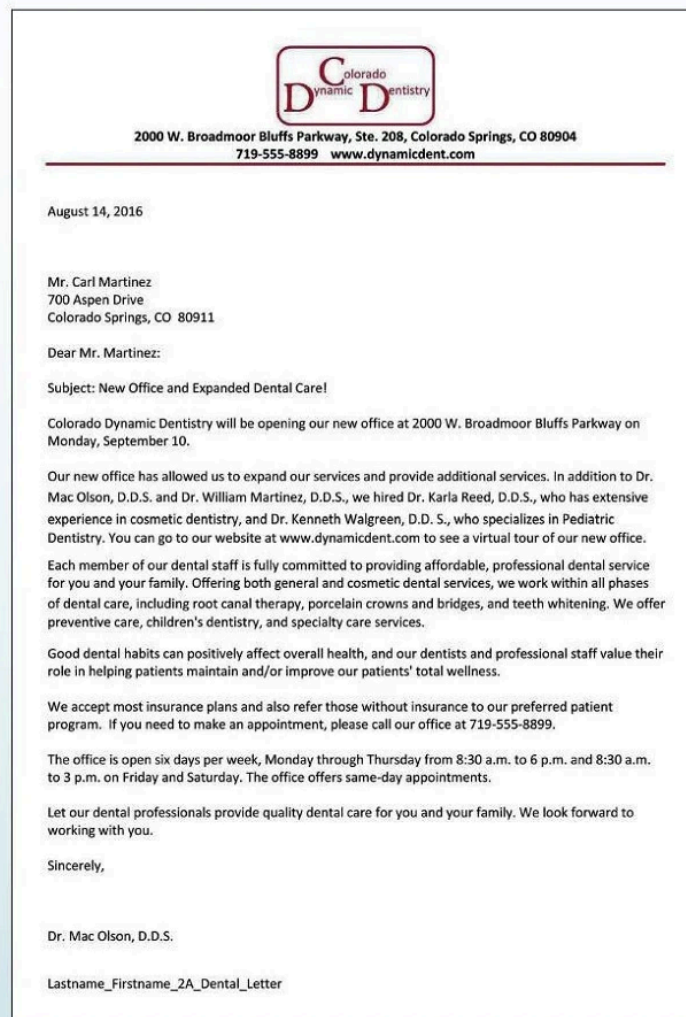 Colorado
Dynamic Dentistry
2000 W. Broadmoor Bluffs Parkway, Ste. 208, Colorado Springs, CO 80904
719-555-8899 www.dynamicdent.com
August 14, 2016
Mr. Carl Martinez
700 Aspen Drive
Colorado Springs, CO 80911
Dear Mr. Martinez:
Subject: New Office and Expanded Dental Care!
Colorado Dynamic Dentistry will be opening our new office at 2000 W. Broadmoor Bluffs Parkway on
Monday, September 10.
Our new office has allowed us to expand our services and provide additional services. In addition to Dr.
Mac Olson, D.D.S. and Dr. William Martinez, D.D.S., we hired Dr. Karla Reed, D.D.S., who has extensive
experience in cosmetic dentistry, and Dr. Kenneth Walgreen, D.D. S., who specializes in Pediatric
Dentistry. You can go to our website at www.dynamicdent.com to see a virtual tour of our new office.
Each member of our dental staff is fully committed to providing affordable, professional dental service
for you and your family. Offering both general and cosmetic dental services, we work within all phases
of dental care, including root canal therapy, porcelain crowns and bridges, and teeth whitening. We offer
preventive care, children's dentistry, and specialty care services.
Good dental habits can positively affect overall health, and our dentists and professional staff value their
role in helping patients maintain and/or improve our patients' total wellness.
We accept most insurance plans and also refer those without insurance to our preferred patient
program. If you need to make an appointment, please call our office at 719-555-8899.
The office is open six days per week, Monday through Thursday from 8:30 a.m. to 6 p.m. and 8:30 a.m.
to 3 p.m. on Friday and Saturday. The office offers same-day appointments.
Let our dental professionals provide quality dental care for you and your family. We look forward to
working with you.
Sincerely,
Dr. Mac Olson, D.D.S.
Lastname_Firstname_2A_Dental_Letter